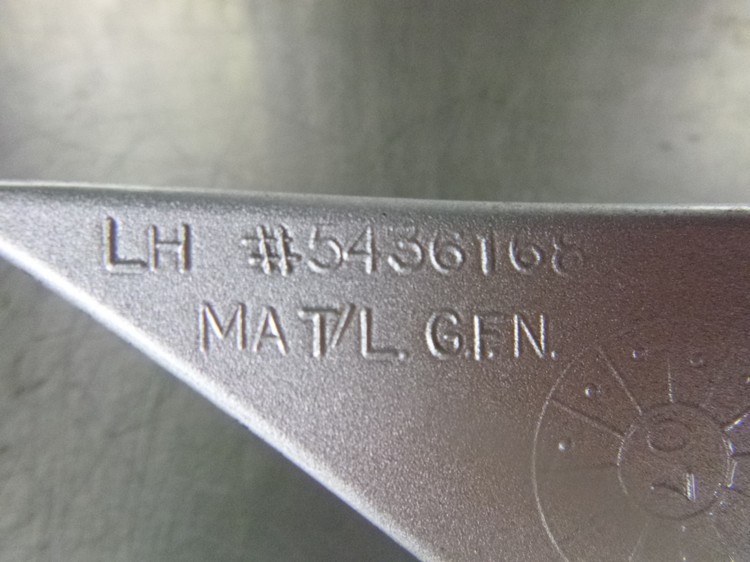 LH #5436168
MAT/L. G.F.N.